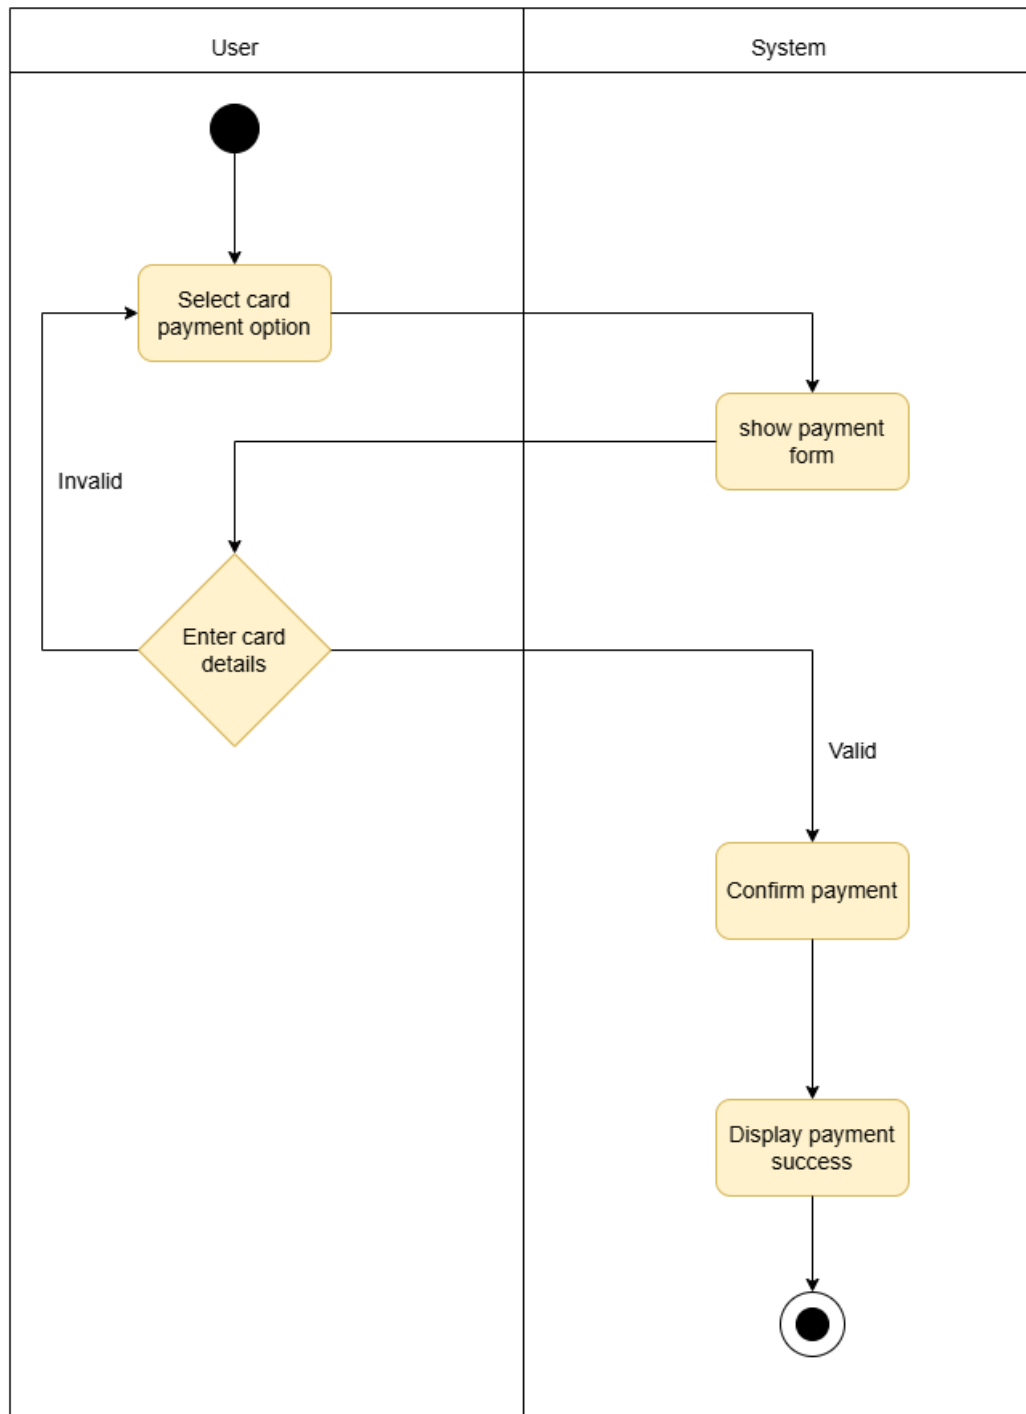 User
System
Select card
payment option
show payment
form
Invalid
Enter card
details
Valid
Confirm payment
Display payment
success